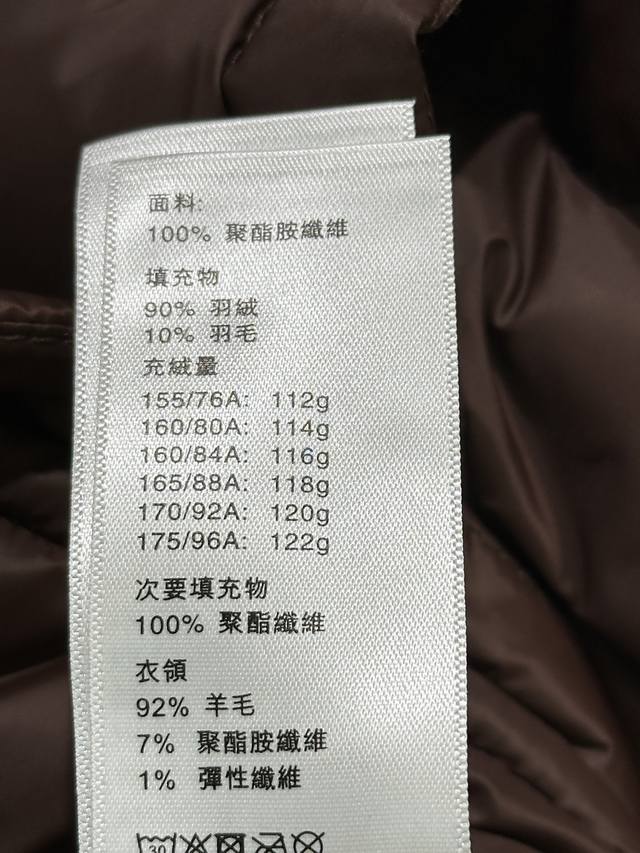 面料:
100% 聚酯胺纖維
填充物
90% 羽絨
10% 羽毛
充絨量
155/76A: 112g
160/80A: 114g
160/84A: 116g
165/88A: 118g
170/92A: 120g
175/96A: 122g
次要填充物
100% 聚酯纖維
衣領
92% 羊毛
7% 聚酯胺纖維
1% 彈性纖維
30